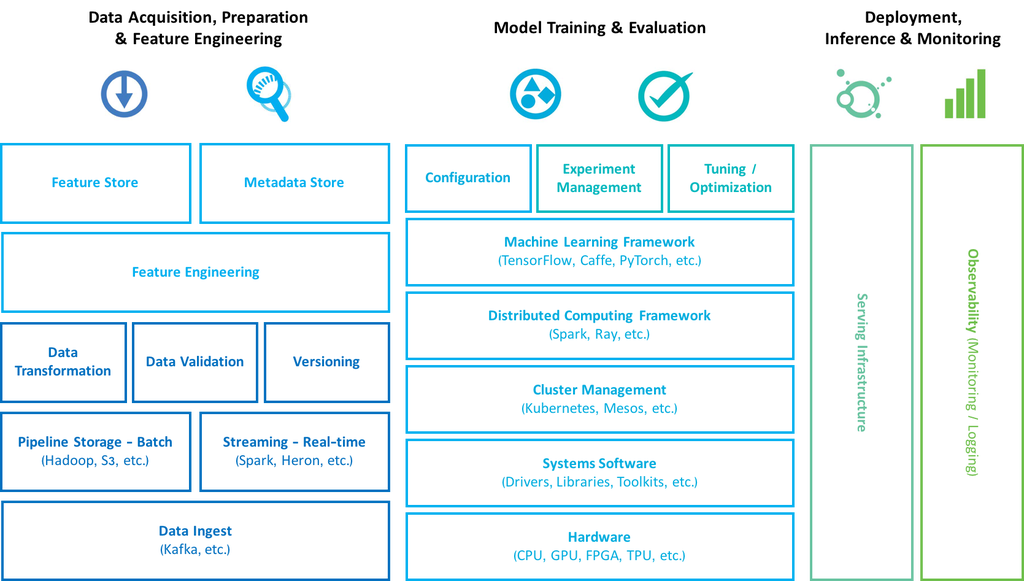 Data Acquisition, Preparation
& Feature Engineering
Model Training & Evaluation
Deployment,
Inference & Monitoring
Feature Store
Metadata Store
Feature Engineering
Data
Transformation
Data Validation
Versioning
Pipeline Storage - Batch
(Hadoop, S3, etc.)
Streaming - Real-time
(Spark, Heron, etc.)
Data Ingest
(Kafka, etc.)
Configuration
Experiment
Management
Tuning /
Optimization
Machine Learning Framework
(TensorFlow, Caffe, PyTorch, etc.)
Distributed Computing Framework
(Spark, Ray, etc.)
Cluster Management
(Kubernetes, Mesos, etc.)
Systems Software
(Drivers, Libraries, Toolkits, etc.)
Hardware
(CPU, GPU, FPGA, TPU, etc.)
Serving Infrastructure
Observability (Monitoring / Logging)